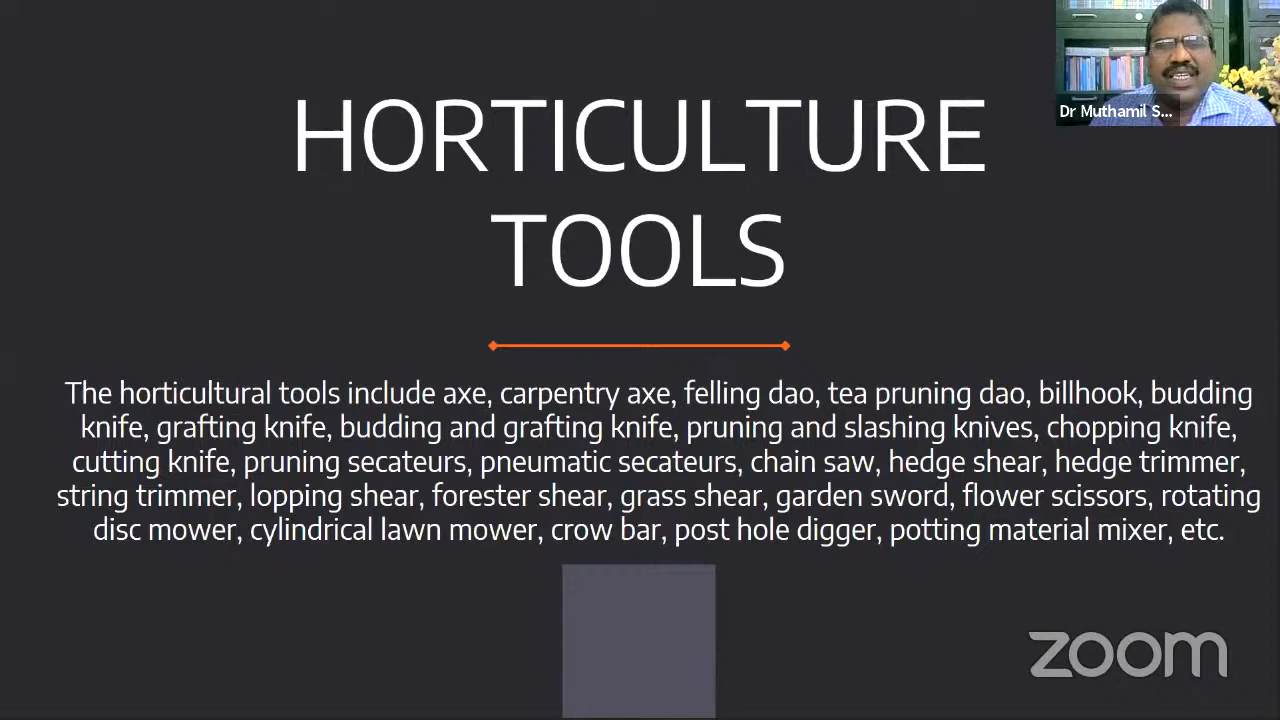 HORTICULTURE
TOOLS
Dr Muthamil S...
The horticultural tools include axe, carpentry axe, felling dao, tea pruning dao, billhook, budding
knife, grafting knife, budding and grafting knife, pruning and slashing knives, chopping knife,
cutting knife, pruning secateurs, pneumatic secateurs, chain saw, hedge shear, hedge trimmer,
string trimmer, lopping shear, forester shear, grass shear, garden sword, flower scissors, rotating
disc mower, cylindrical lawn mower, crow bar, post hole digger, potting material mixer, etc.
zoom